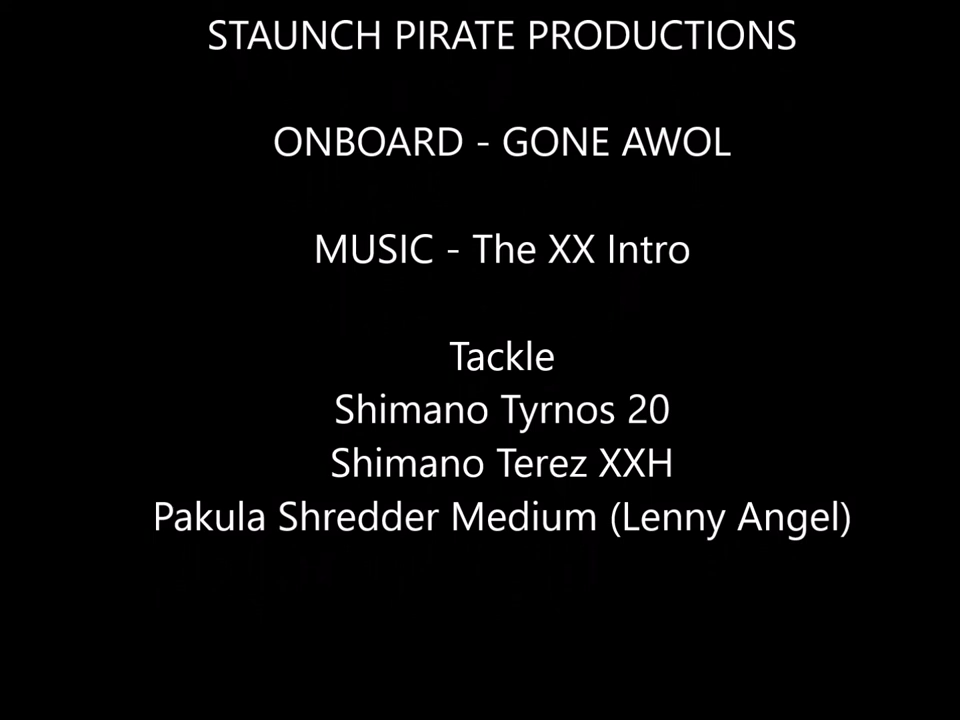 STAUNCH PIRATE PRODUCTIONS
ONBOARD - GONE AWOL
MUSIC - The XX Intro
Tackle
Shimano Tyrnos 20
Shimano Terez XXH
Pakula Shredder Medium (Lenny Angel)